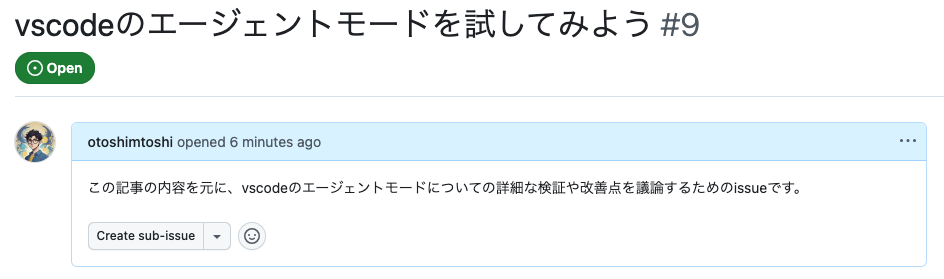 vscodeのエージェントモードを試してみよう #9
Open
otoshimtoshi opened 6 minutes ago
この記事の内容を元に、vscodeのエージェントモードについての詳細な検証や改善点を議論するためのissueです。
Create sub-issue